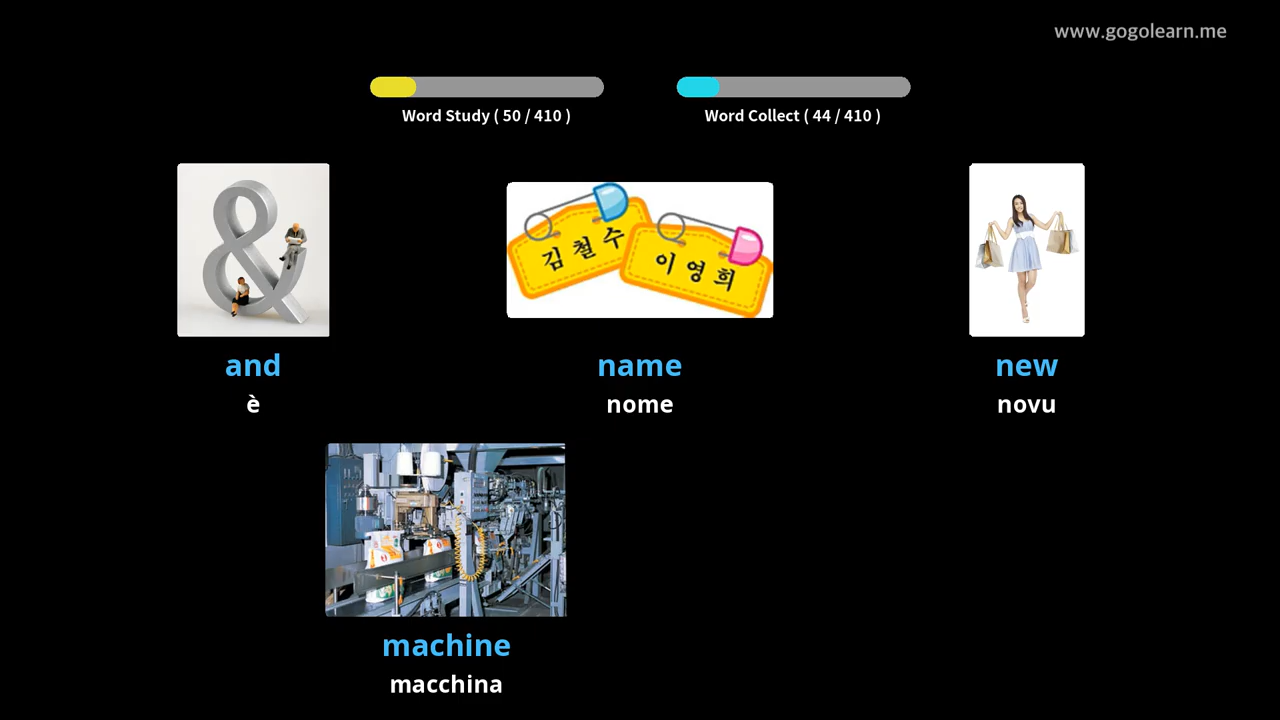 www.gogolearn.me
Word Study ( 50 / 410 )
Word Collect ( 44 / 410 )
김철수
이영희
and
name
new
è
nome
novu
machine
macchina